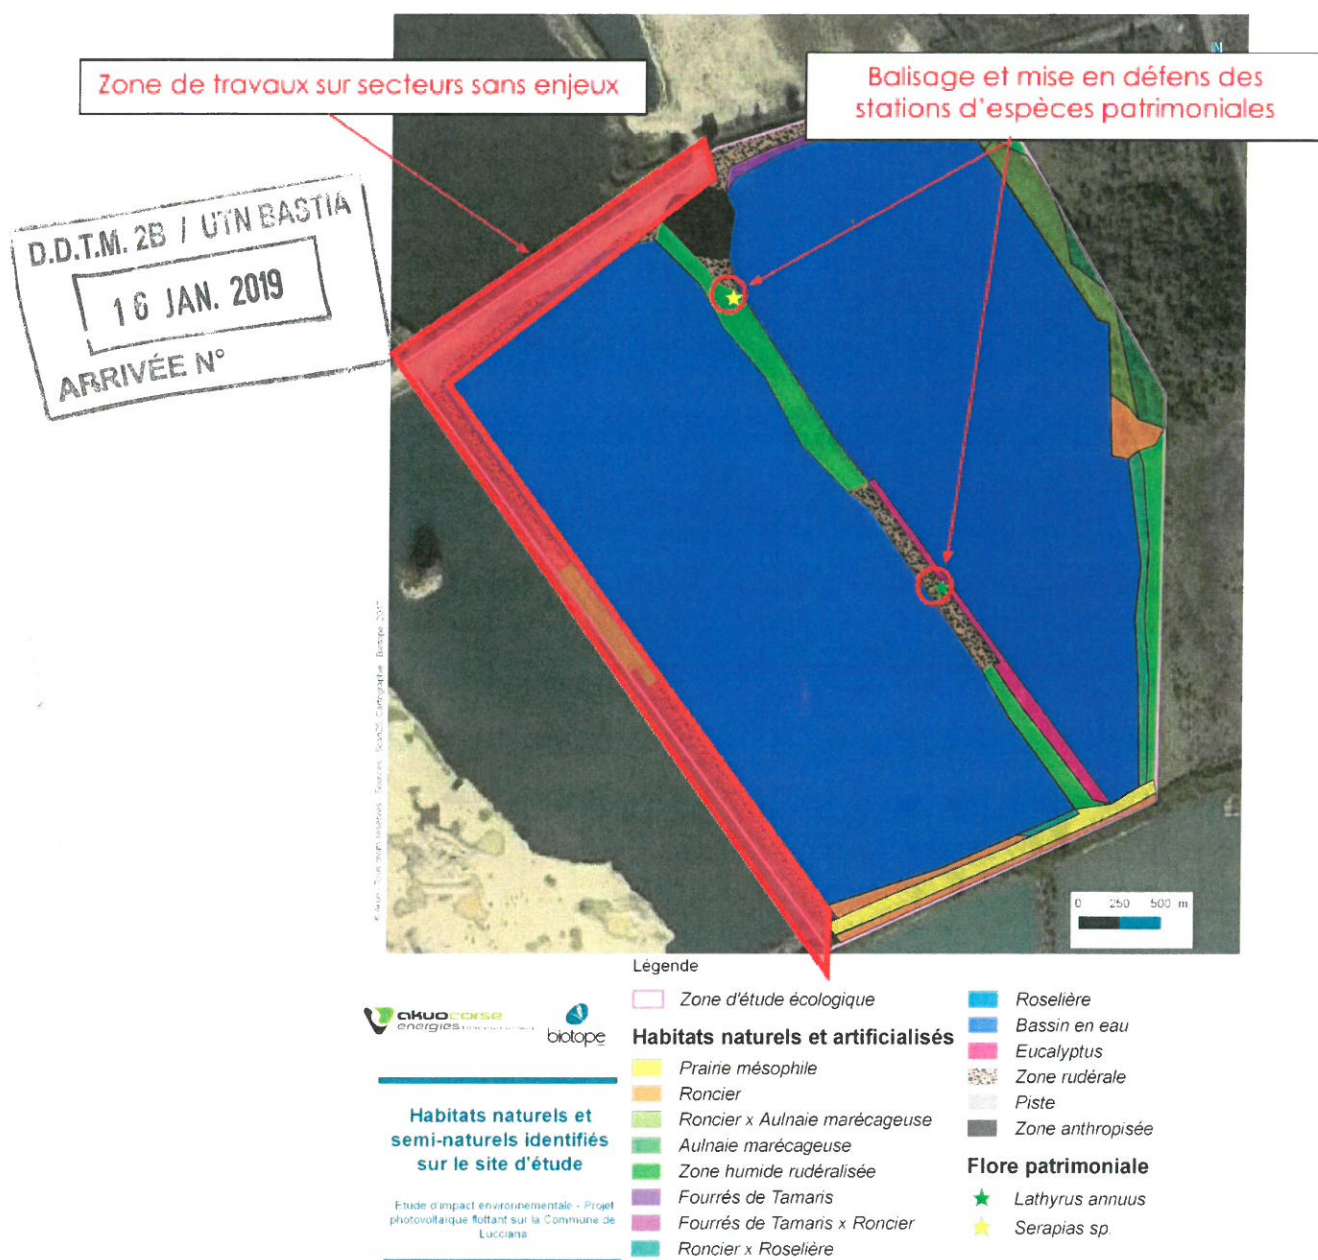 N
Zone de travaux sur secteurs sans enjeux
Balisage et mise en défens des
stations d'espèces patrimoniales
D.D.T.M. 2B / UTN BASTIA
16 JAN. 2019
ARRIVÉE N°
0 250 500 m
Légende
Zone d'étude écologique
Habitats naturels et artificialisés
Prairie mésophile
Roncier
Roncier x Aulnaie marécageuse
Aulnaie marécageuse
Zone humide rudéralisée
Fourrés de Tamaris
Fourrés de Tamaris x Roncier
Roncier x Roselière
Roselière
Bassin en eau
Eucalyptus
Zone rudérale
Piste
Zone anthropisée
Flore patrimoniale
Lathyrus annuus
Serapias sp.
akuocorse
energies
biotope
Habitats naturels et
semi-naturels identifiés
sur le site d'étude
Etude d'impact environnementale - Projet
photovoltaïque flottant sur la Commune de
Lucciana